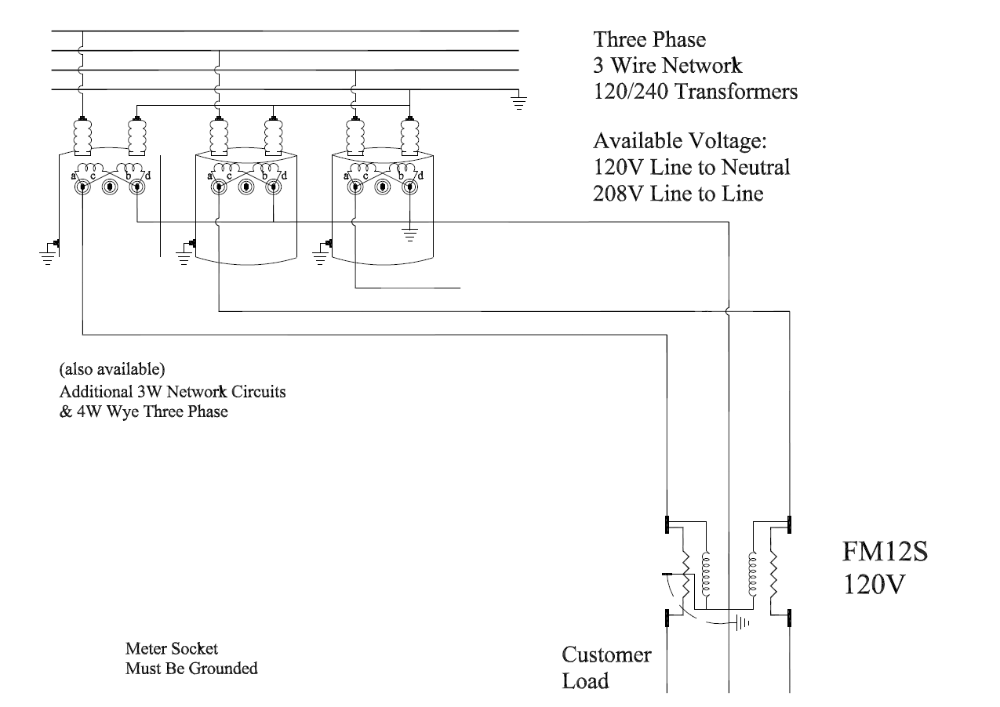 Three Phase
3 Wire Network
120/240 Transformers
Available Voltage:
120V Line to Neutral
208V Line to Line
a c b d
a c b d
a c b d
(also available)
Additional 3W Network Circuits
& 4W Wye Three Phase
FM12S
120V
Meter Socket
Must Be Grounded
Customer
Load